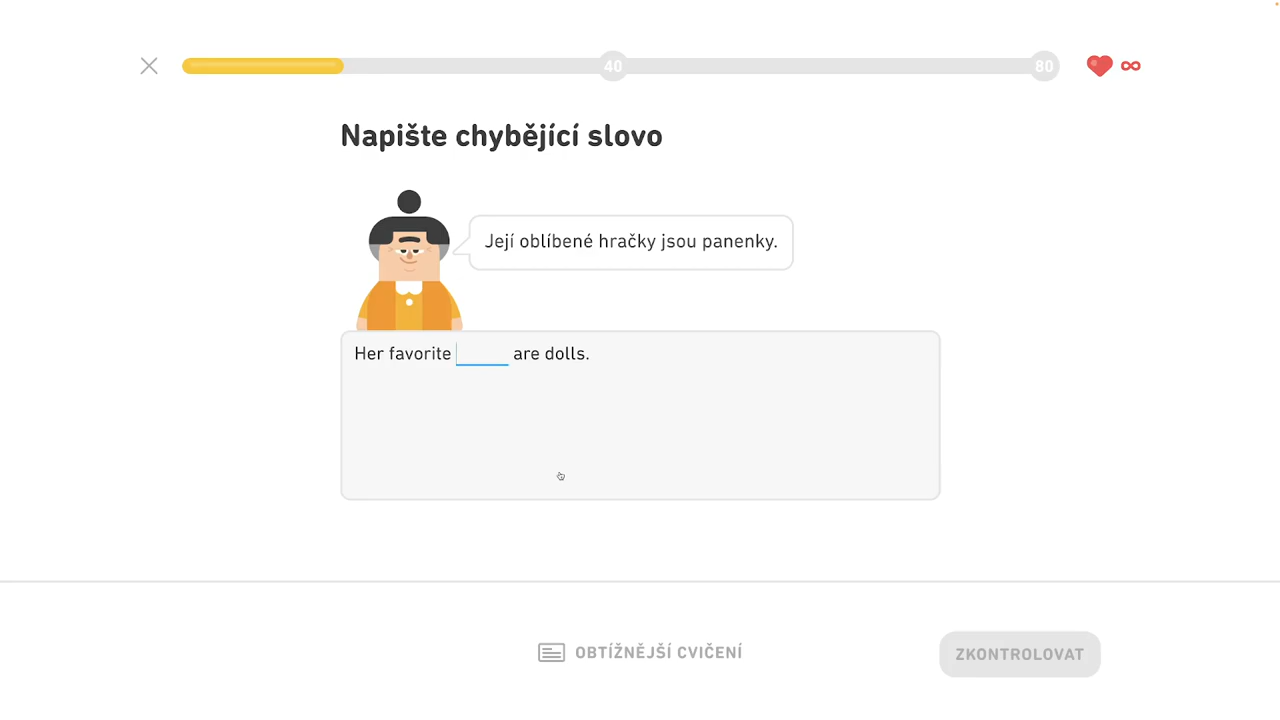 40
80
Napište chybějící slovo
Její oblíbené hračky jsou panenky.
Her favorite are dolls.
OBTÍŽNĚJŠÍ CVIČENÍ
ZKONTROLOVAT